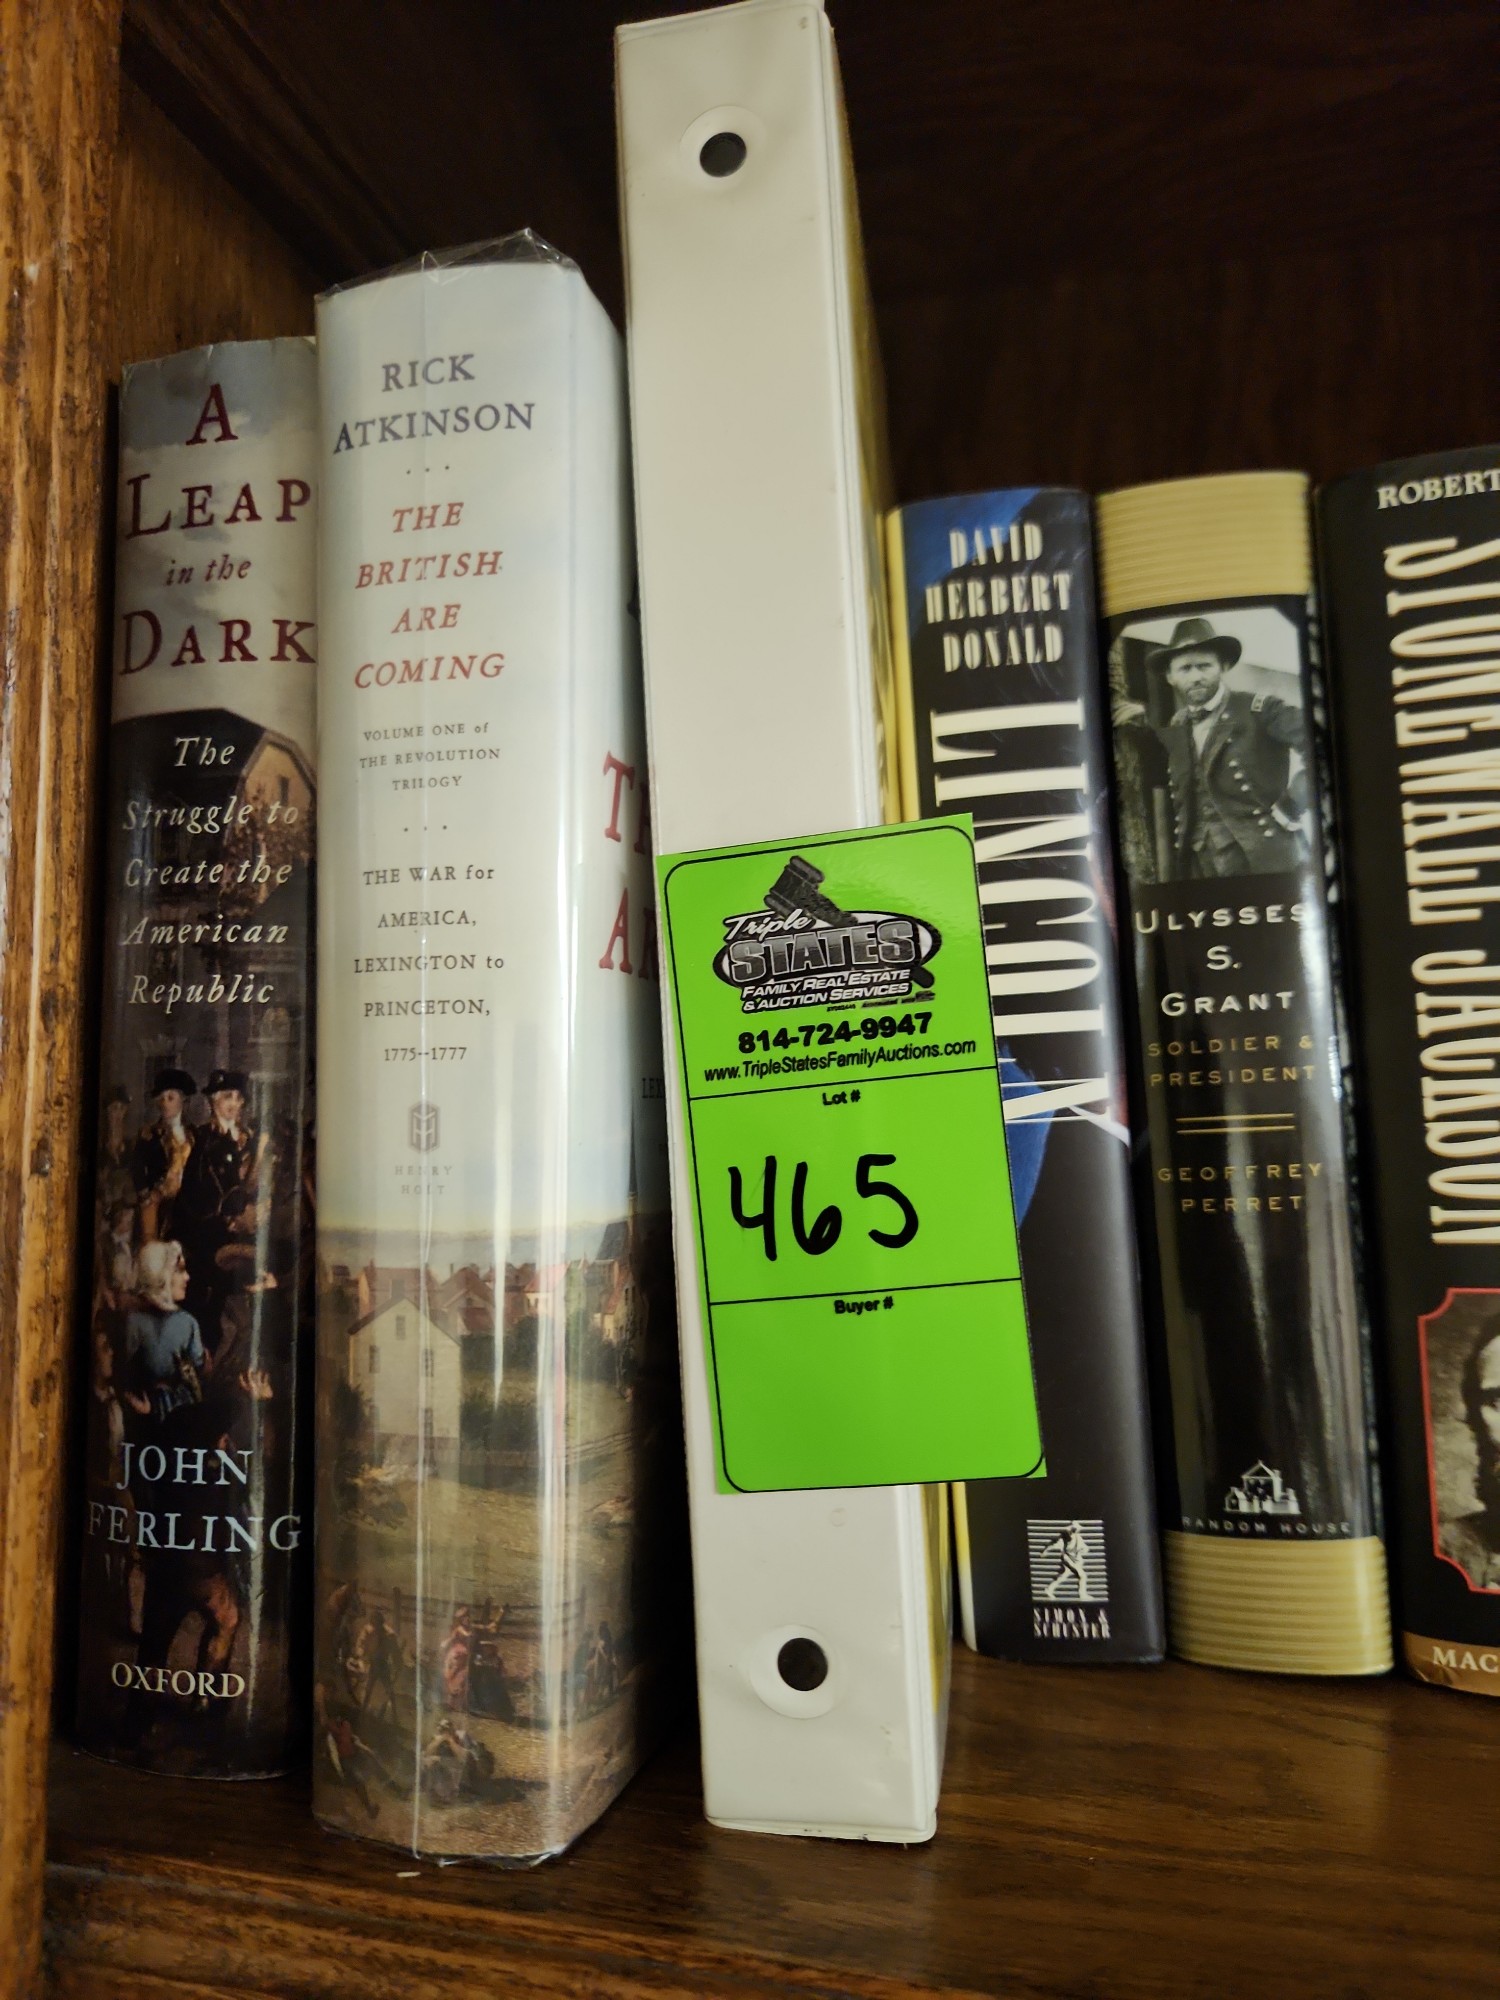 A
LEAP
in the
DARK
The
Struggle to
Create the
American
Republic
JOHN
FERLING
OXFORD
RICK
ATKINSON
...
THE
BRITISH
ARE
COMING
VOLUME ONE of
THE REVOLUTION
TRILOGY
...
THE WAR for
AMERICA,
LEXINGTON to
PRINCETON,
1775–1777
HENRY
HOLT
Triple
STATES
FAMILY, REAL ESTATE
& AUCTION SERVICES
814-724-9947
www.TripleStatesFamilyAuctions.com
Lot #
465
Buyer #
DAVID
HERBERT
DONALD
LINCOLN
SIMON &
SCHUSTER
ULYSSES
S.
GRANT
SOLDIER &
PRESIDENT
GEOFFREY
PERRET
RANDOM HOUSE
ROBERT
STONEWALL JACKSON
MAC